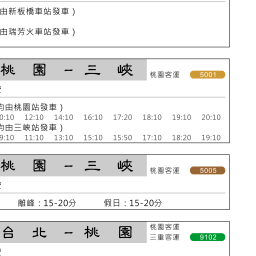 由新板橋車站發車）
由瑞芳火車站發車）
桃 園 － 三 峽 桃園客運 5001
均由桃園站發車）
0:10 12:10 14:10 16:10 17:20 18:10 19:10 20:10
均由三峽站發車）
9:10 11:10 13:10 15:10 15:50 17:10 18:20 19:10
桃 園 － 三 峽 桃園客運 5005
離峰：15-20分 假日：15-20分
台 北 － 桃 園 桃園客運
三重客運 9102